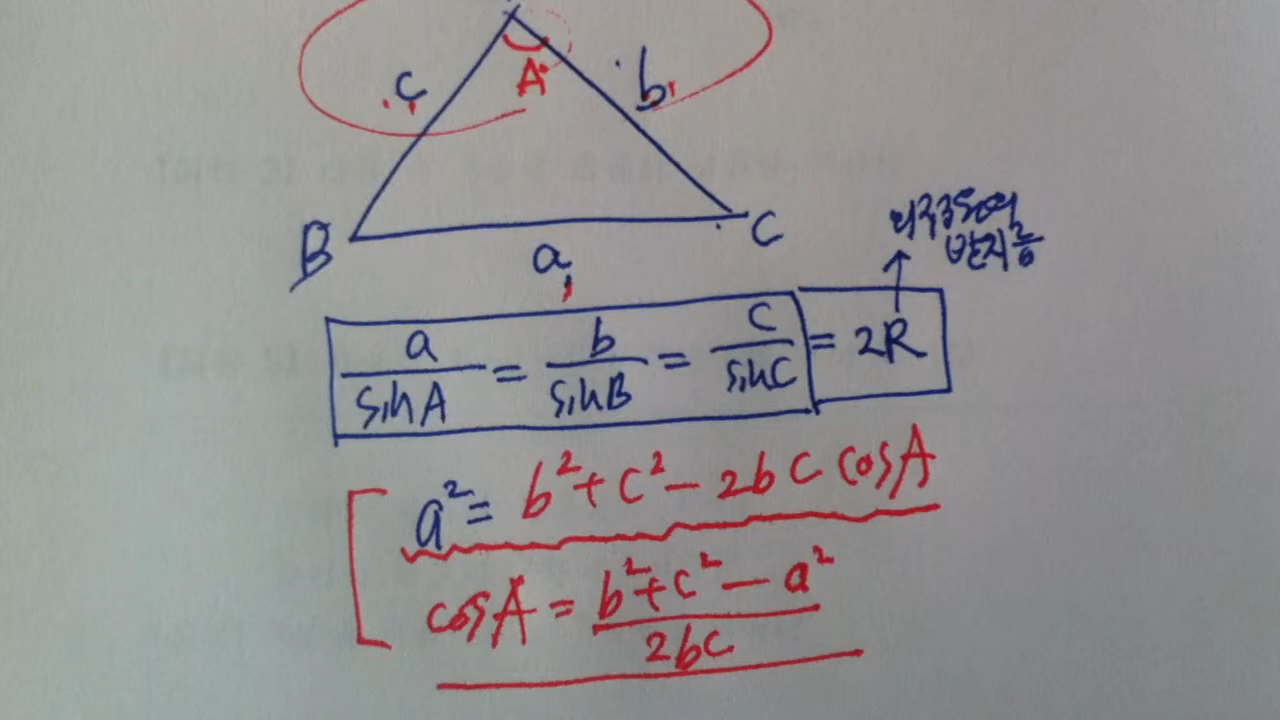 A
c
b
B
C
a
외접원의
반지름
a/sinA = b/sinB = c/sinC = 2R
a² = b² + c² − 2bc cosA
cosA = b² + c² − a² / 2bc